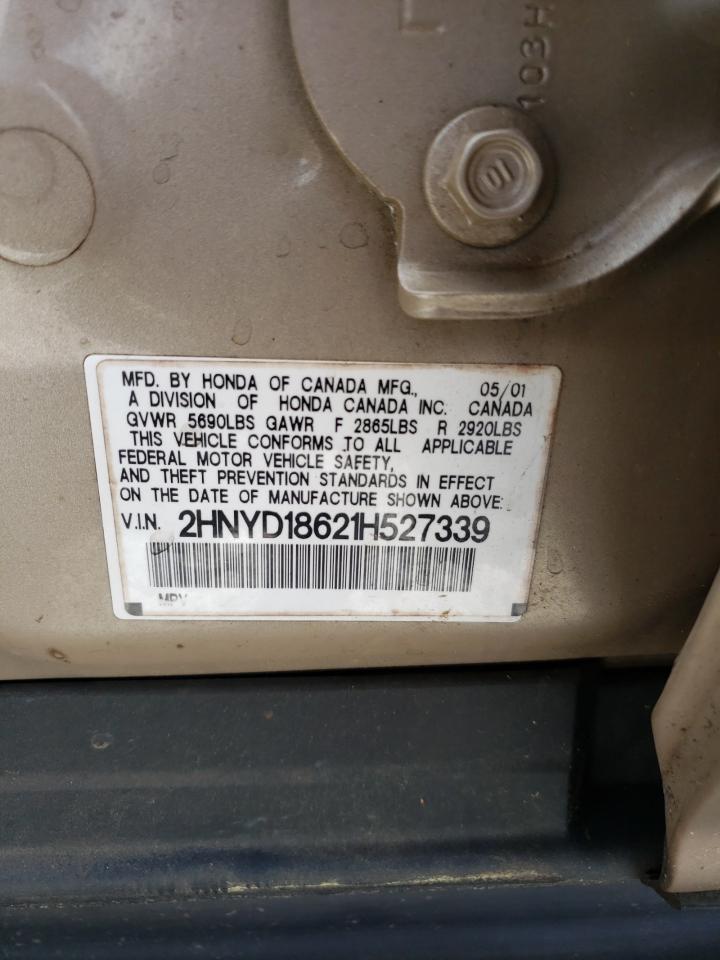 103H
10
MFD. BY HONDA OF CANADA MFG., 05/01
A DIVISION OF HONDA CANADA INC. CANADA
GVWR 5690LBS GAWR F 2865LBS R 2920LBS
THIS VEHICLE CONFORMS TO ALL APPLICABLE
FEDERAL MOTOR VEHICLE SAFETY,
AND THEFT PREVENTION STANDARDS IN EFFECT
ON THE DATE OF MANUFACTURE SHOWN ABOVE:
V.I.N. 2HNYD18621H527339
MPV